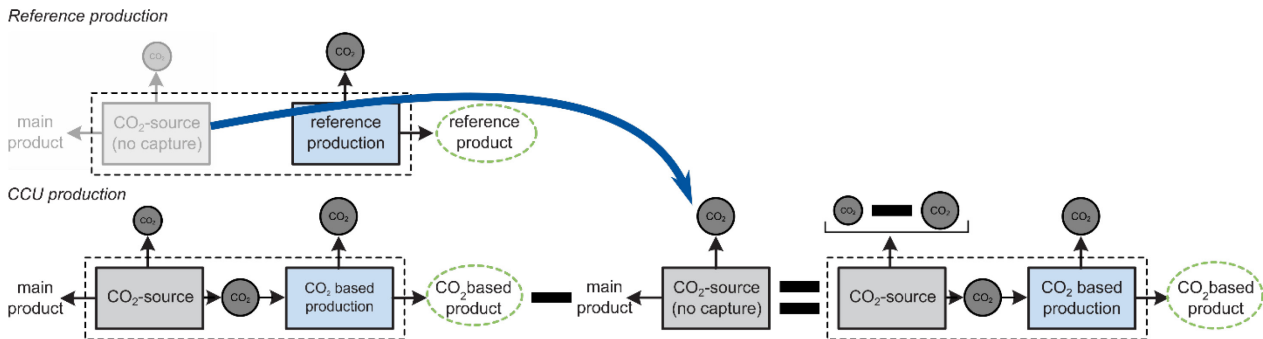 Reference production
CO₂
CO₂
main
product
CO₂-source
(no capture)
reference
production
reference
product
CCU production
CO₂
CO₂
CO₂
CO₂
CO₂
CO₂
main
product
CO₂-source
CO₂
CO₂ based
production
CO₂based
product
main
product
CO₂-source
(no capture)
CO₂-source
CO₂
CO₂ based
production
CO₂based
product